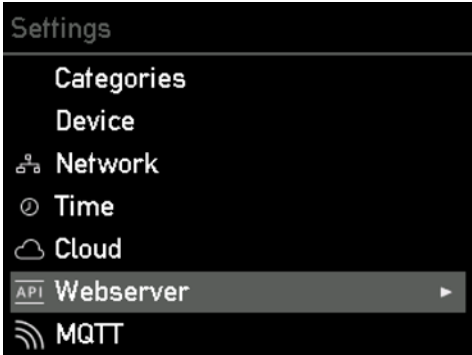 Settings
Categories
Device
Network
Time
Cloud
API Webserver
MQTT